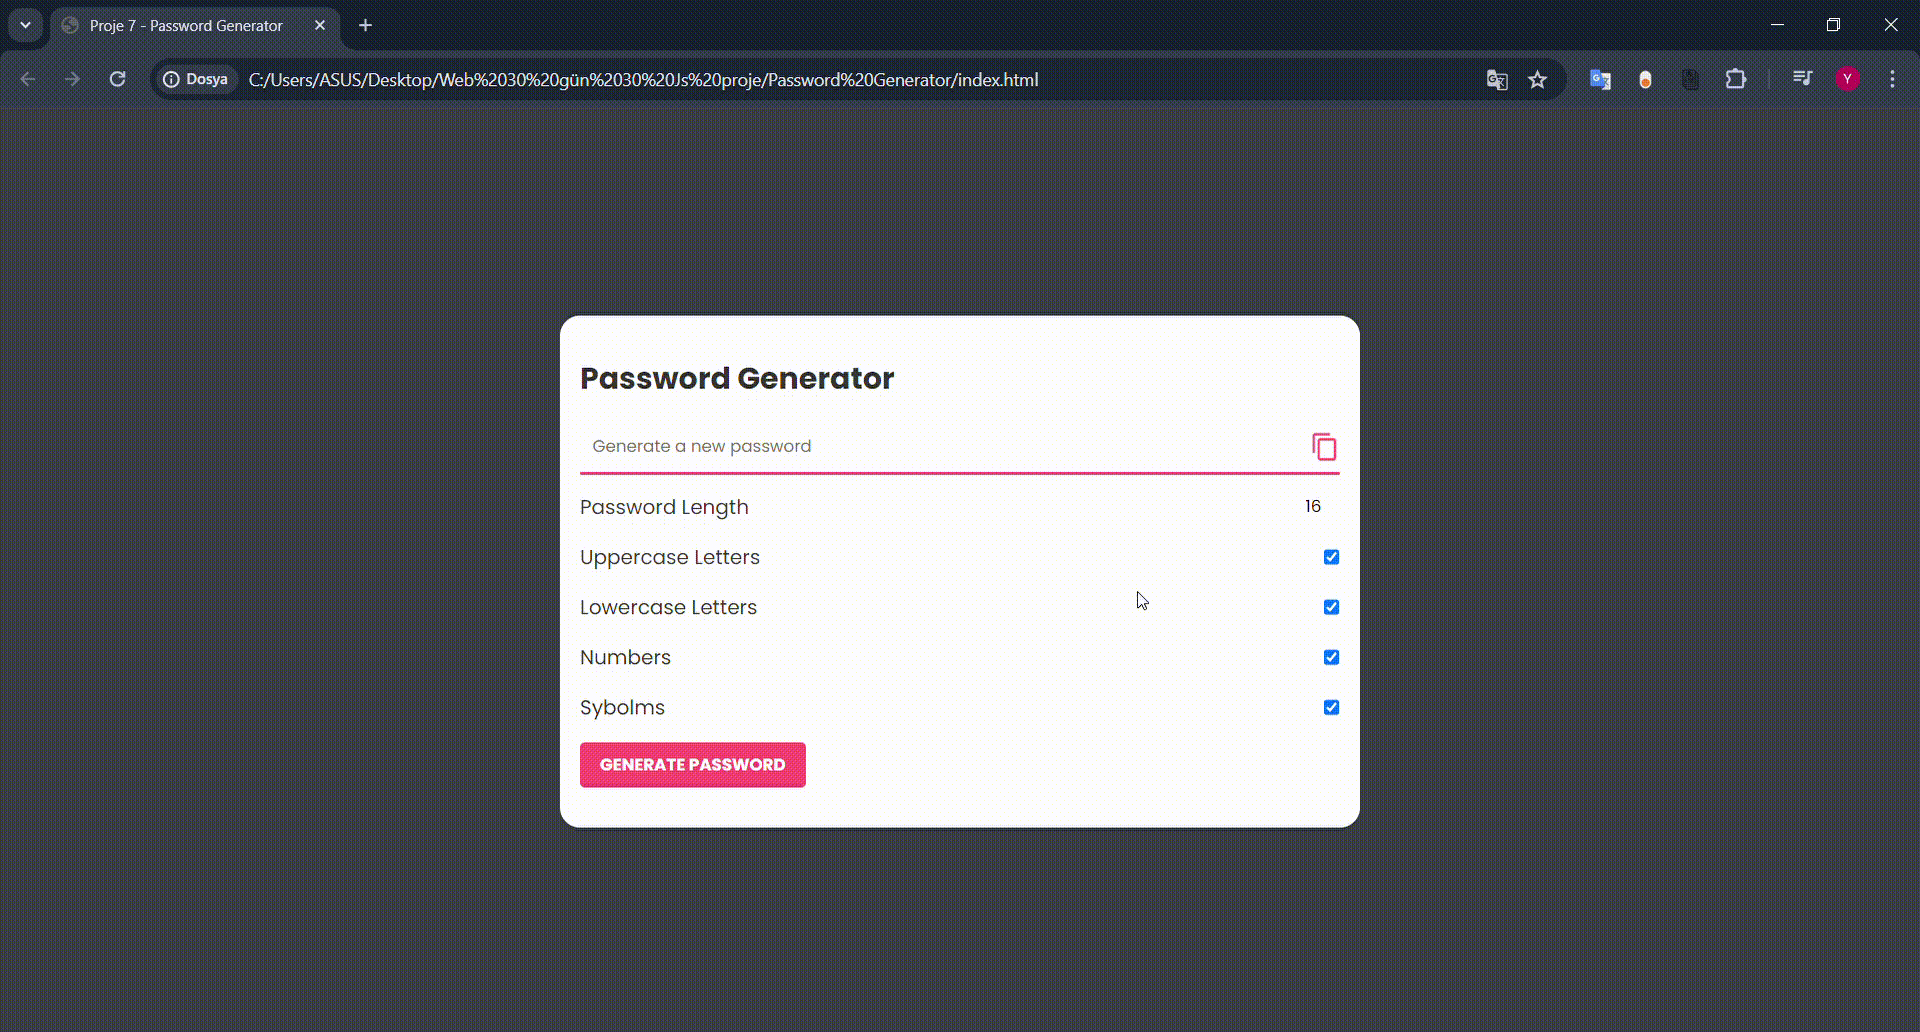 Proje 7 - Password Generator
Dosya C:/Users/ASUS/Desktop/Web%2030%20gün%2030%20Js%20proje/Password%20Generator/index.html
Y
Password Generator
Generate a new password
Password Length 16
Uppercase Letters
Lowercase Letters
Numbers
Sybolms
GENERATE PASSWORD